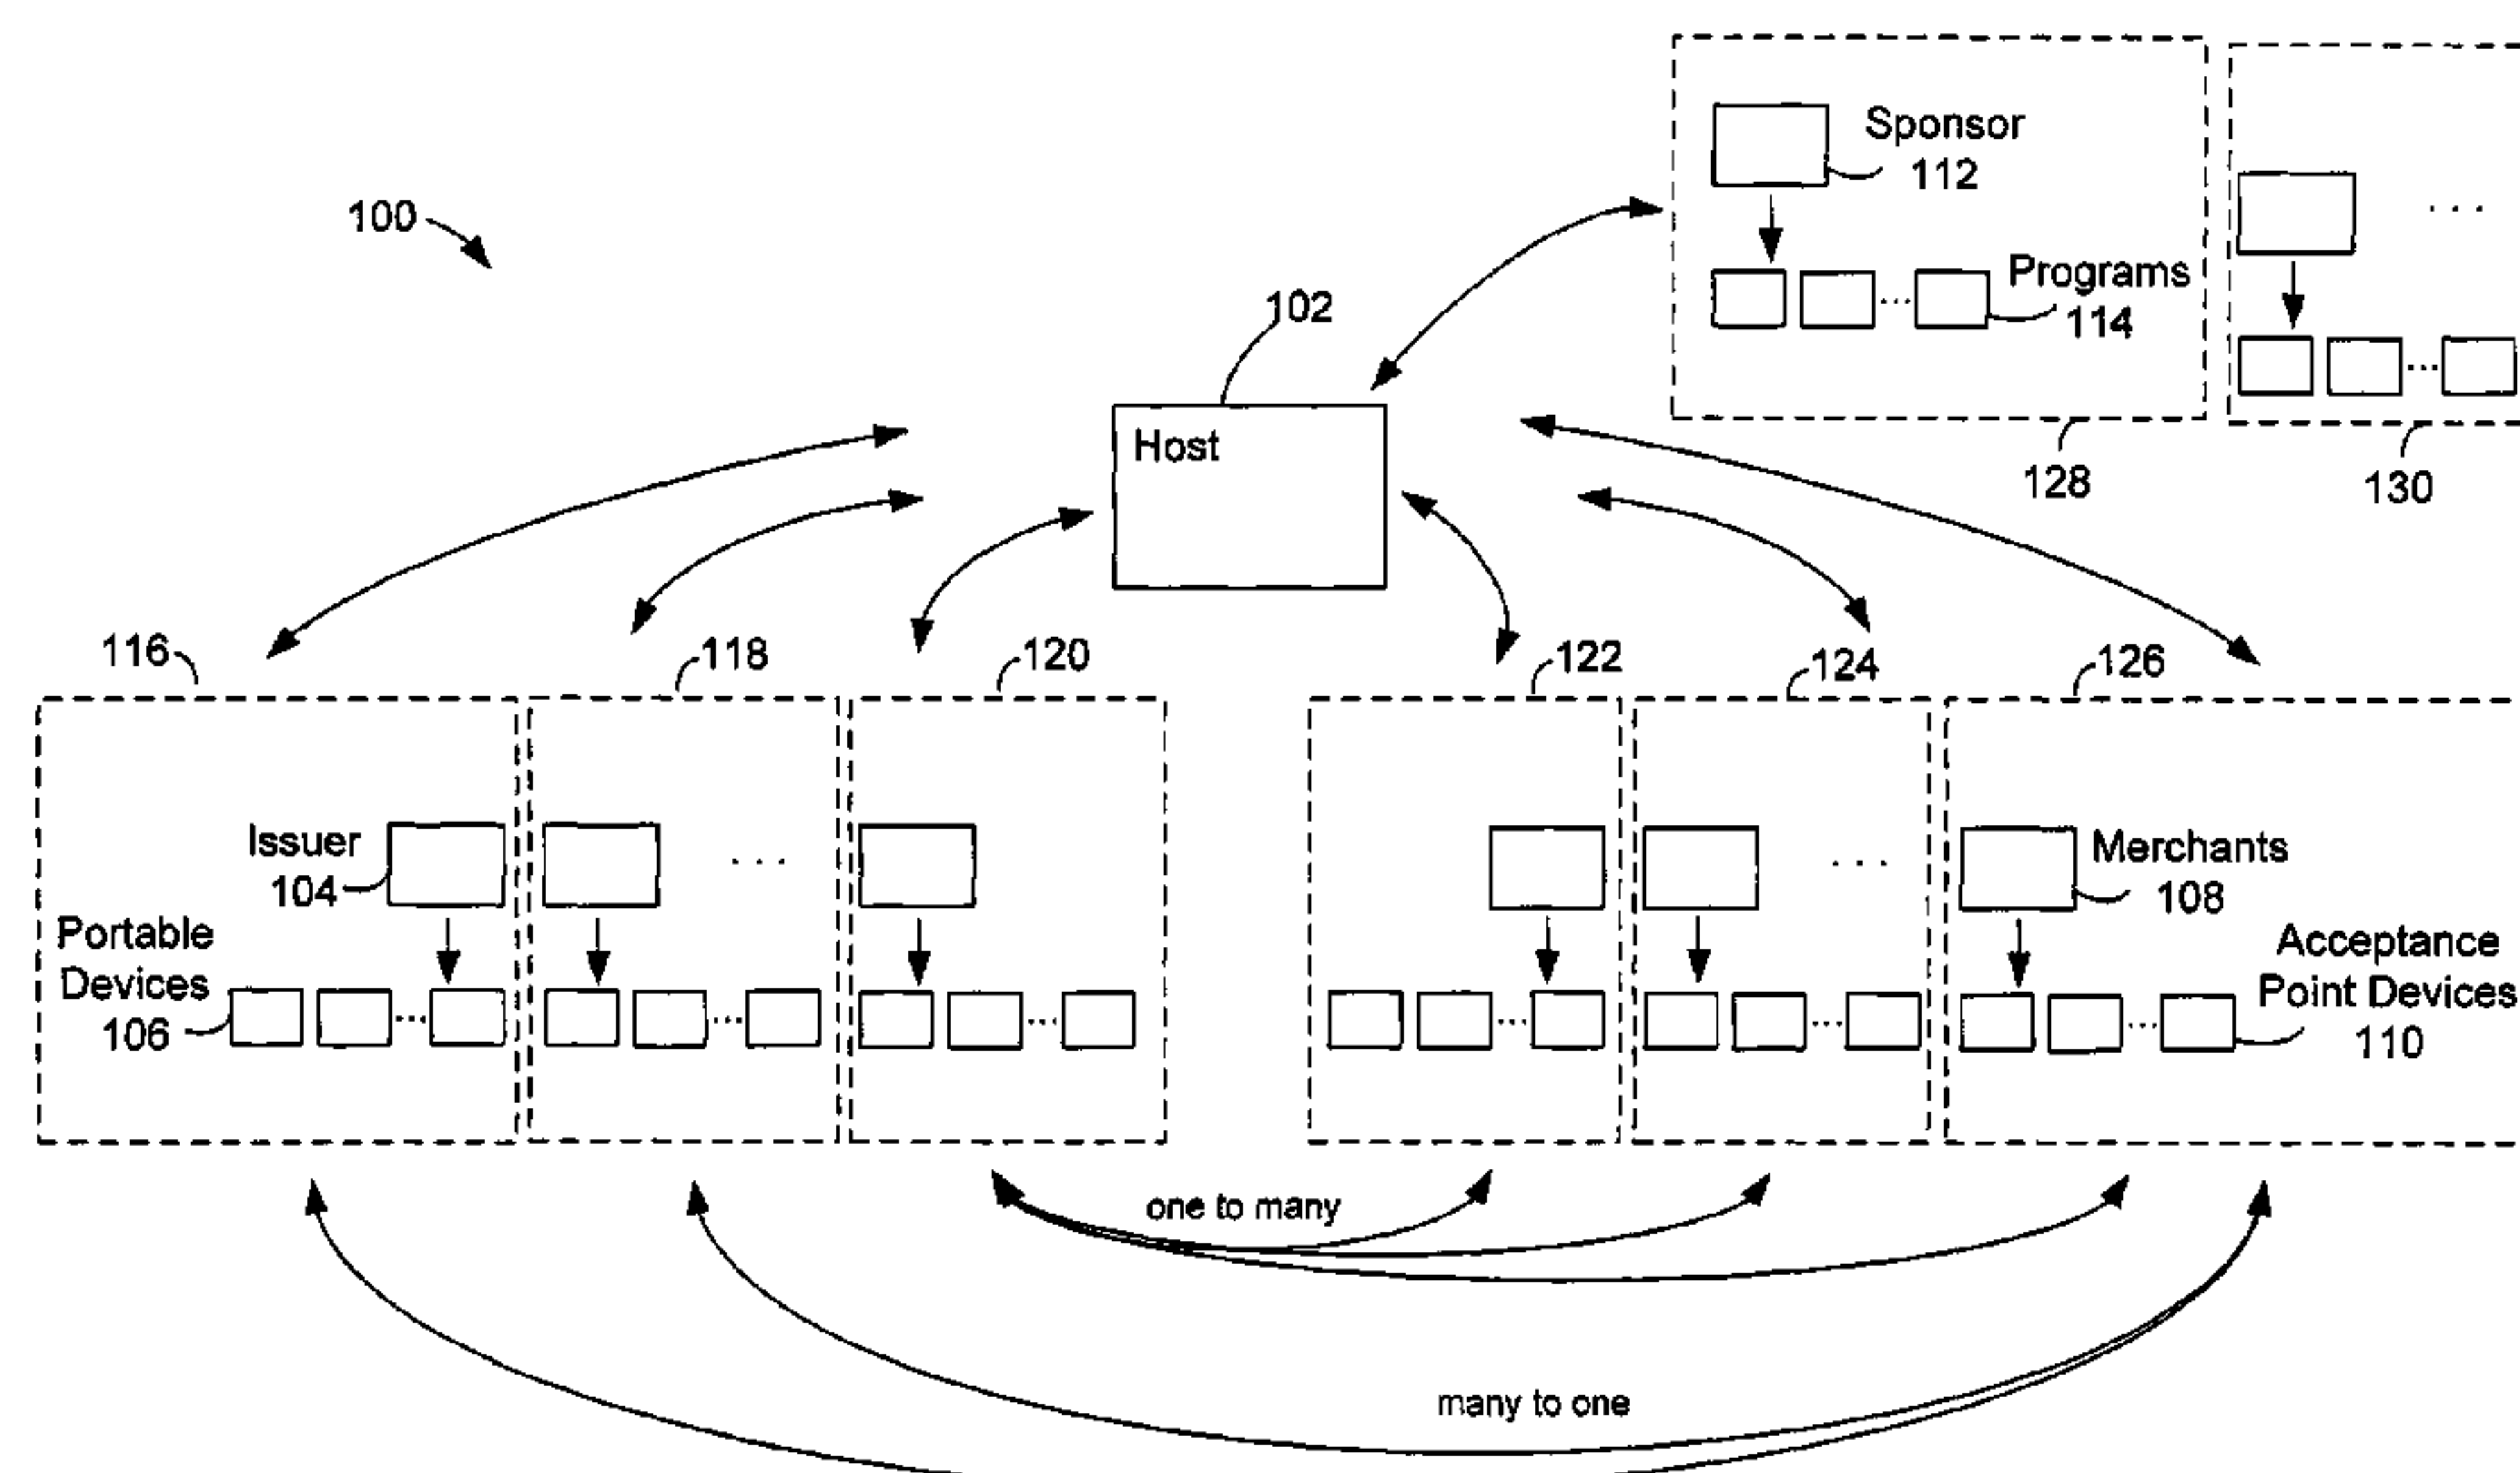 Sponsor
112
100
Programs
114
102
Host
128
130
116
118
120
122
124
126
Issuer
104
Merchants
108
Portable
Devices
106
Acceptance
Point Devices
110
one to many
many to one